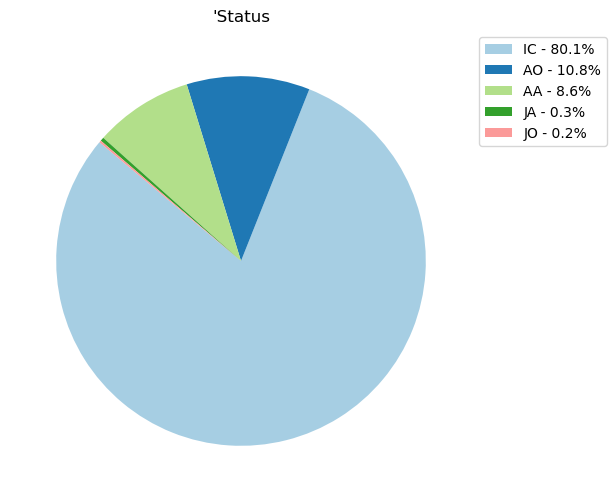 'Status
IC - 80.1%
AO - 10.8%
AA - 8.6%
JA - 0.3%
JO - 0.2%